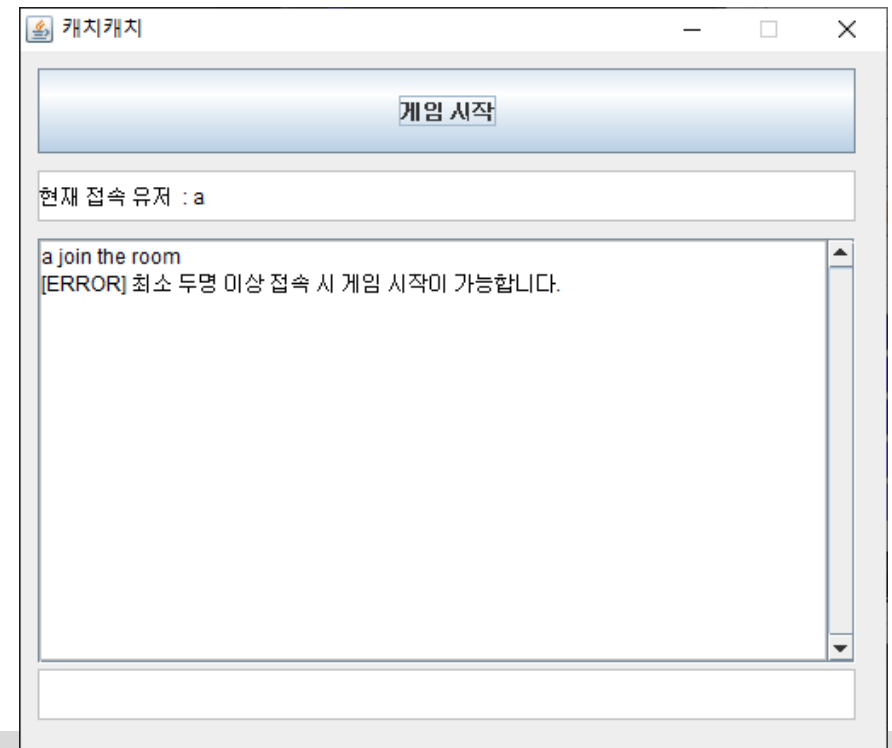 캐치캐치
게임 시작
현재 접속 유저 : a
a join the room
[ERROR] 최소 두명 이상 접속 시 게임 시작이 가능합니다.